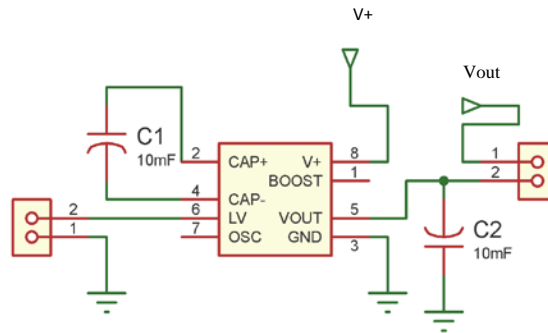 V+
Vout
C1
10mF
2 CAP+ V+ 8
BOOST 1
4 CAP-
2 6 LV VOUT 5
1 7 OSC GND 3
1
2
C2
10mF